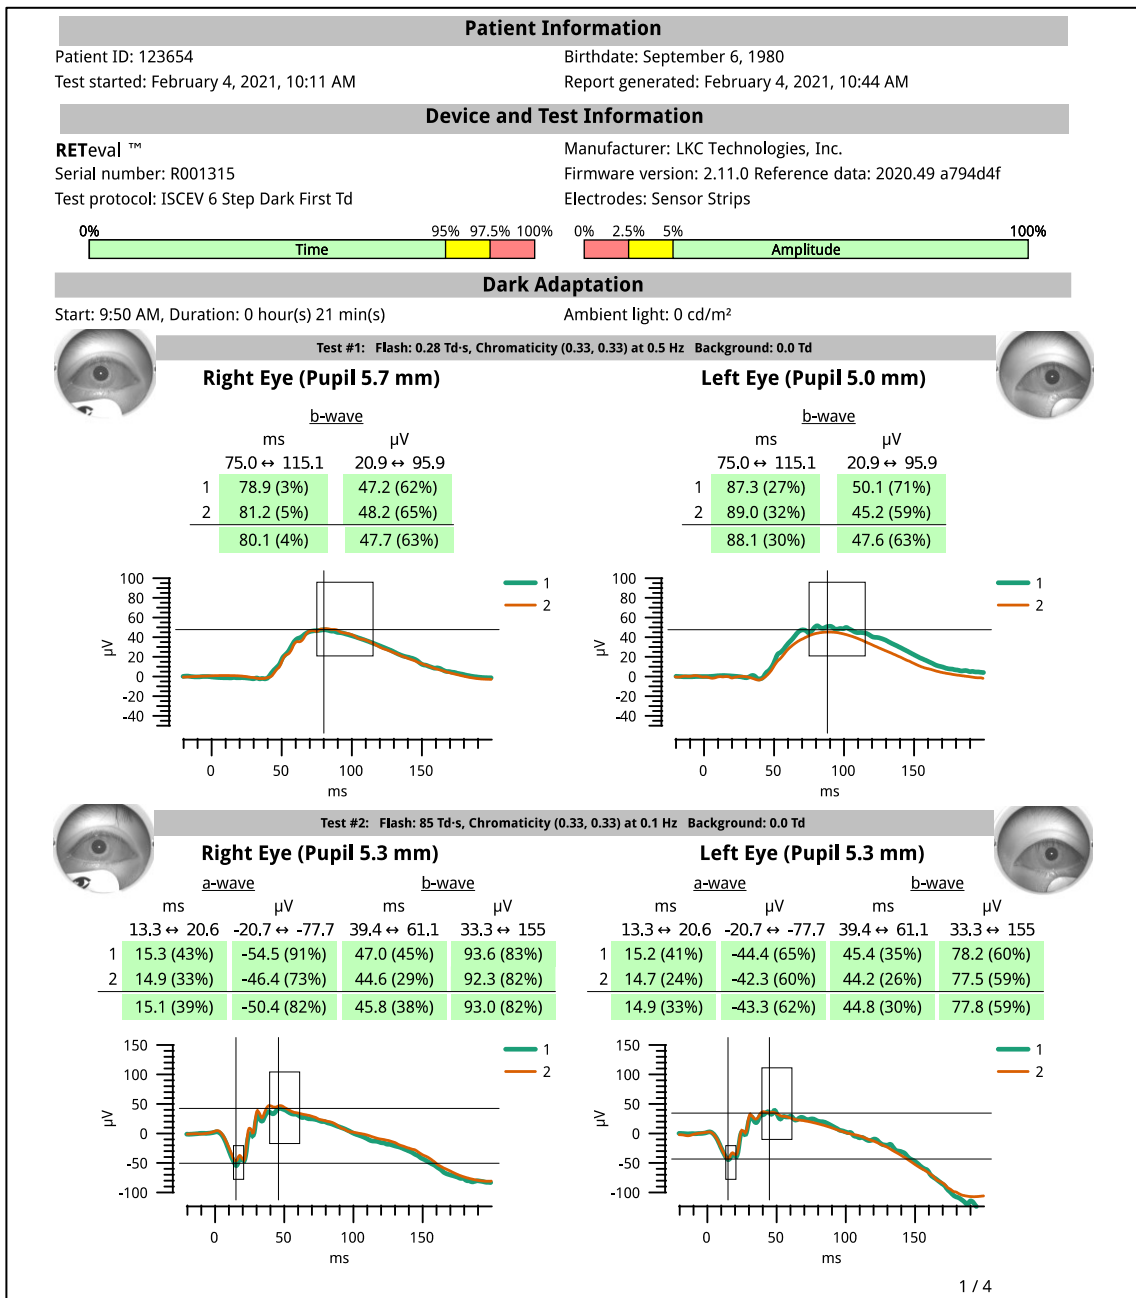 Patient Information
Patient ID: 123654 Birthdate: September 6, 1980
Test started: February 4, 2021, 10:11 AM Report generated: February 4, 2021, 10:44 AM
Device and Test Information
RETeval ™ Manufacturer: LKC Technologies, Inc.
Serial number: R001315 Firmware version: 2.11.0 Reference data: 2020.49 a794d4f
Test protocol: ISCEV 6 Step Dark First Td Electrodes: Sensor Strips
0% 95% 97.5% 100% 0% 2.5% 5% 100%
Time Amplitude
Dark Adaptation
Start: 9:50 AM, Duration: 0 hour(s) 21 min(s) Ambient light: 0 cd/m²
Test #1: Flash: 0.28 Td·s, Chromaticity (0.33, 0.33) at 0.5 Hz Background: 0.0 Td
Right Eye (Pupil 5.7 mm) Left Eye (Pupil 5.0 mm)
b-wave b-wave
ms µV ms µV
75.0 ↔ 115.1 20.9 ↔ 95.9 75.0 ↔ 115.1 20.9 ↔ 95.9
1 78.9 (3%) 47.2 (62%) 1 87.3 (27%) 50.1 (71%)
2 81.2 (5%) 48.2 (65%) 2 89.0 (32%) 45.2 (59%)
80.1 (4%) 47.7 (63%) 88.1 (30%) 47.6 (63%)
100 1 100 1
80 2 80 2
60 60
40 40
µV 20 µV 20
0 0
-20 -20
-40 -40
0 50 100 150 0 50 100 150
ms ms
Test #2: Flash: 85 Td·s, Chromaticity (0.33, 0.33) at 0.1 Hz Background: 0.0 Td
Right Eye (Pupil 5.3 mm) Left Eye (Pupil 5.3 mm)
a-wave b-wave a-wave b-wave
ms µV ms µV ms µV ms µV
13.3 ↔ 20.6 -20.7 ↔ -77.7 39.4 ↔ 61.1 33.3 ↔ 155 13.3 ↔ 20.6 -20.7 ↔ -77.7 39.4 ↔ 61.1 33.3 ↔ 155
1 15.3 (43%) -54.5 (91%) 47.0 (45%) 93.6 (83%) 1 15.2 (41%) -44.4 (65%) 45.4 (35%) 78.2 (60%)
2 14.9 (33%) -46.4 (73%) 44.6 (29%) 92.3 (82%) 2 14.7 (24%) -42.3 (60%) 44.2 (26%) 77.5 (59%)
15.1 (39%) -50.4 (82%) 45.8 (38%) 93.0 (82%) 14.9 (33%) -43.3 (62%) 44.8 (30%) 77.8 (59%)
150 1 150 1
100 2 100 2
µV 50 µV 50
0 0
-50 -50
-100 -100
0 50 100 150 0 50 100 150
ms ms
1 / 4